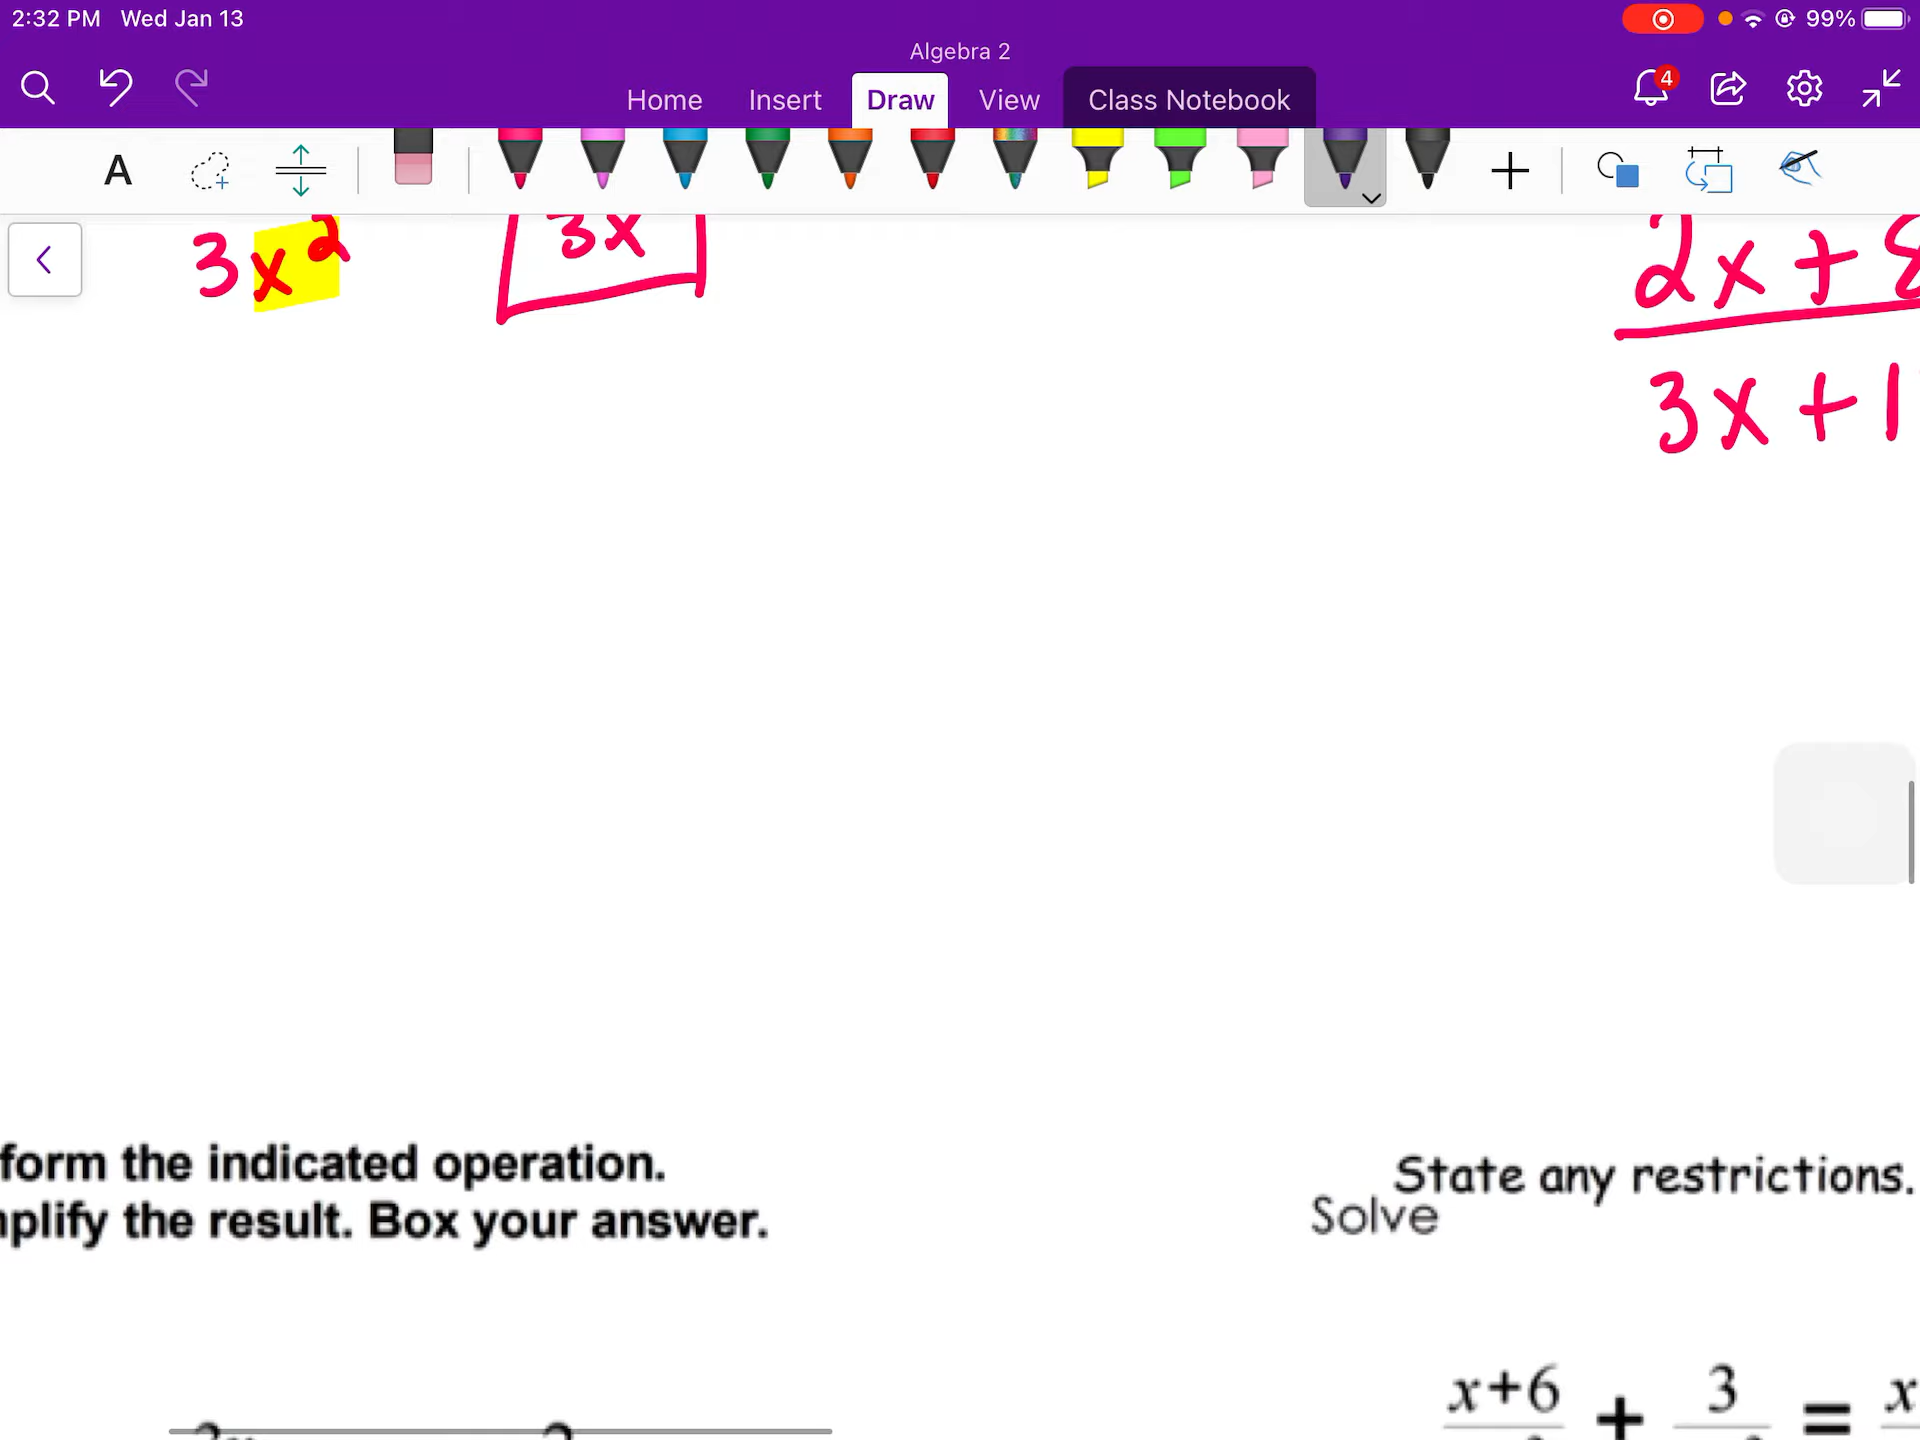 2:32 PM Wed Jan 13
99%
Algebra 2
Home Insert Draw View Class Notebook
4
A
3x²
3x
2x+8
3x+1
form the indicated operation.
plify the result. Box your answer.
State any restrictions.
Solve
x+6 + 3 = x